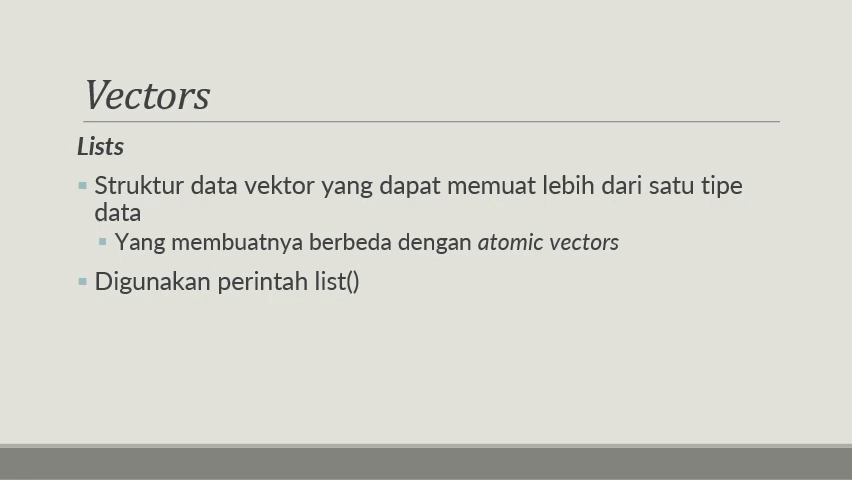 Vectors
Lists
Struktur data vektor yang dapat memuat lebih dari satu tipe
data
Yang membuatnya berbeda dengan atomic vectors
Digunakan perintah list()